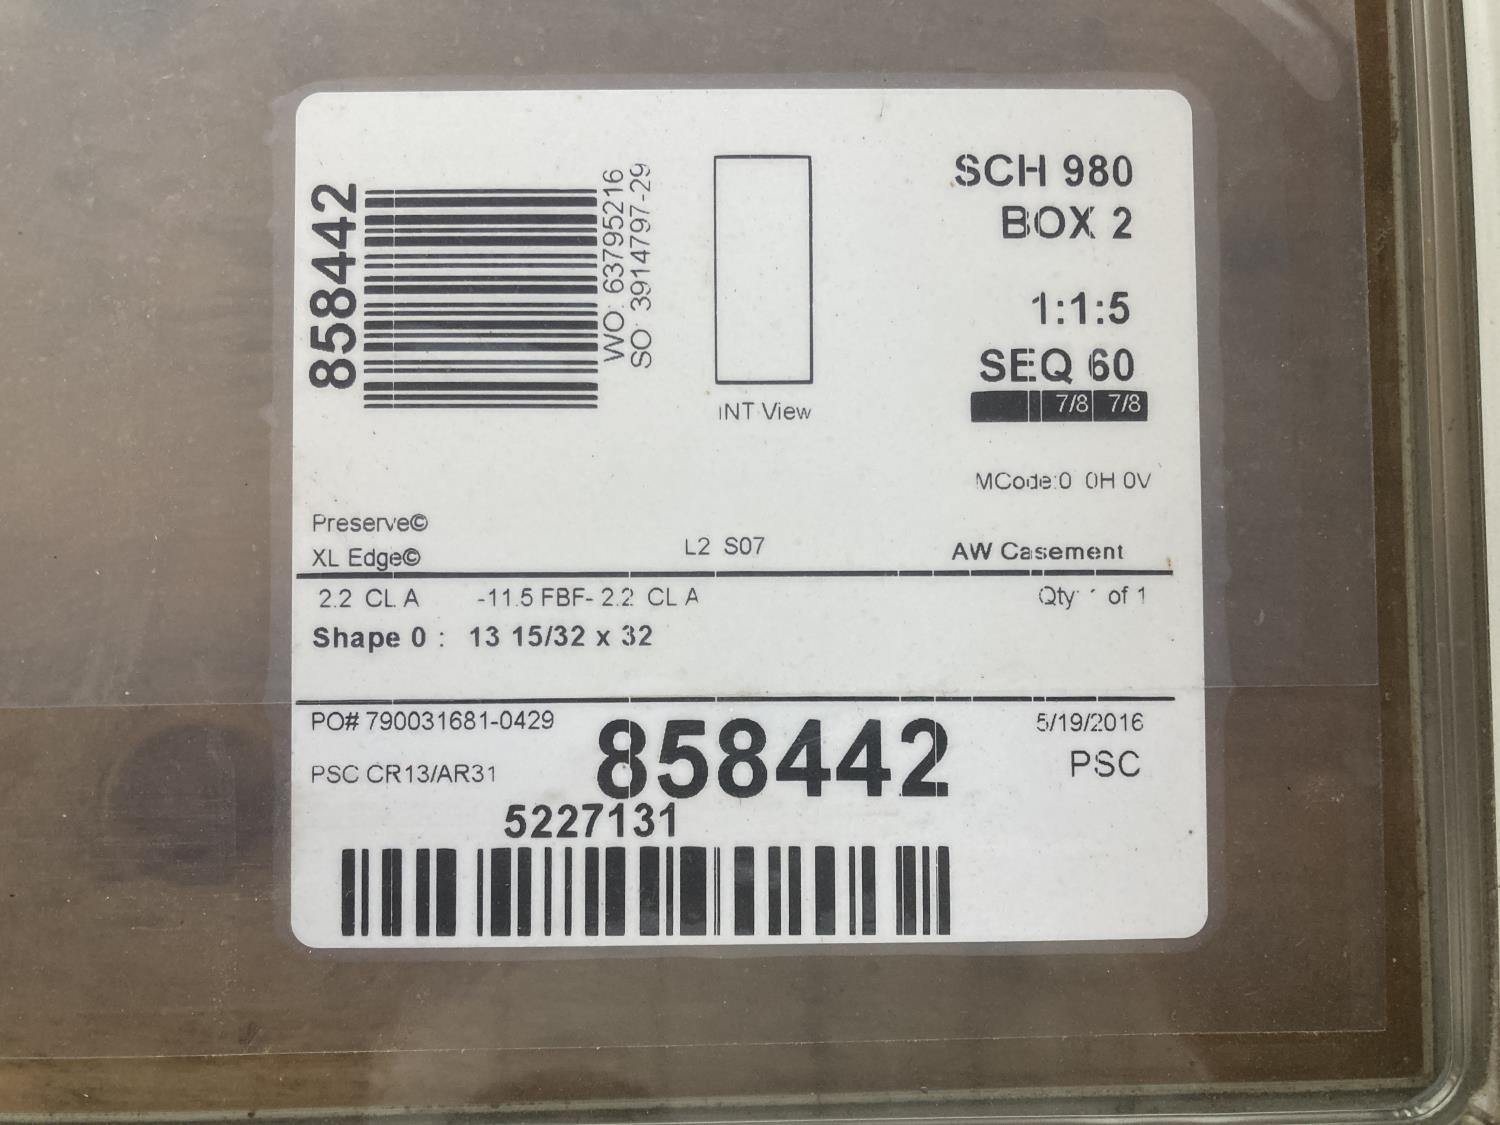 858442
WO: 63795216
SO: 3914797-29
INT View
SCH 980
BOX 2
1:1:5
SEQ 60
7/8 7/8
MCode:0 0H 0V
Preserve©
XL Edge©
L2 S07
AW Casement
2.2 CL A -11.5 FBF- 2.2 CL A
Qty: 1 of 1
Shape 0 : 13 15/32 x 32
PO# 790031681-0429
858442
5/19/2016
PSC CR13/AR31
PSC
5227131